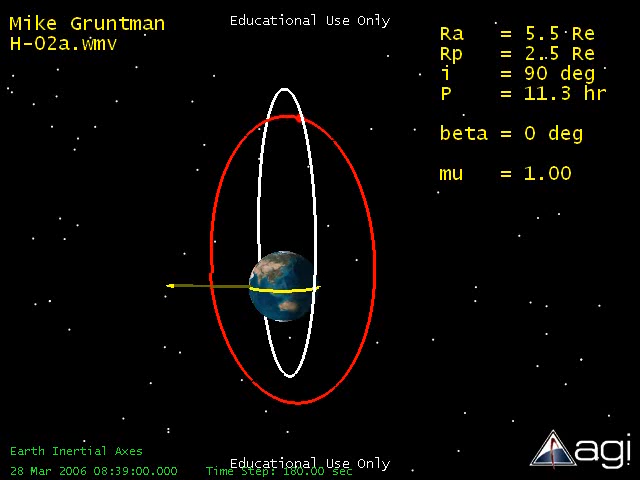 Mike Gruntman
H-02a.wmv
Educational Use Only
Ra = 5.5 Re
Rp = 2.5 Re
i = 90 deg
P = 11.3 hr
beta = 0 deg
mu = 1.00
Earth Inertial Axes
28 Mar 2006 08:39:00.000 Time Step: 180.00 sec
Educational Use Only
agi